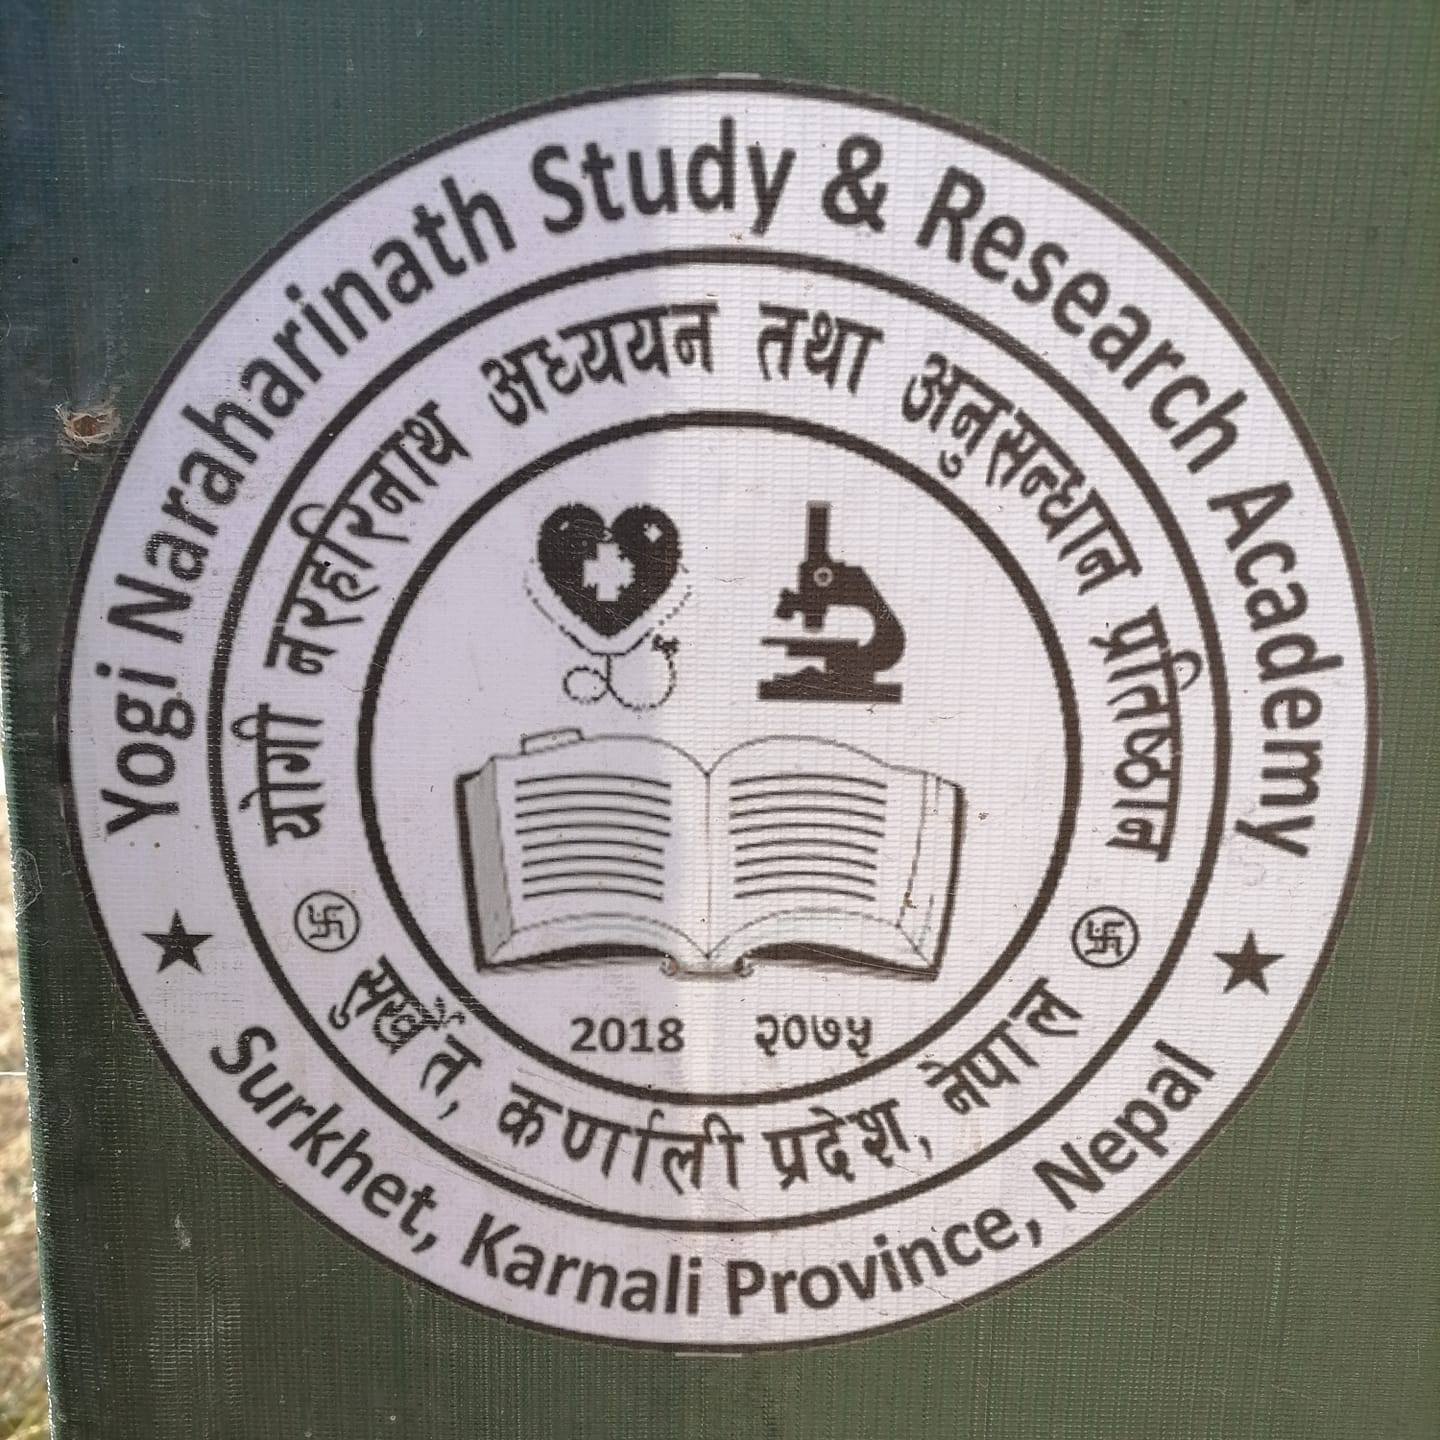 Yogi Naraharinath Study & Research Academy
योगी नरहरिनाथ अध्ययन तथा अनुसन्धान प्रतिष्ठान
2018 २०७५
सुर्खेत, कर्णाली प्रदेश, नेपाल
Surkhet, Karnali Province, Nepal